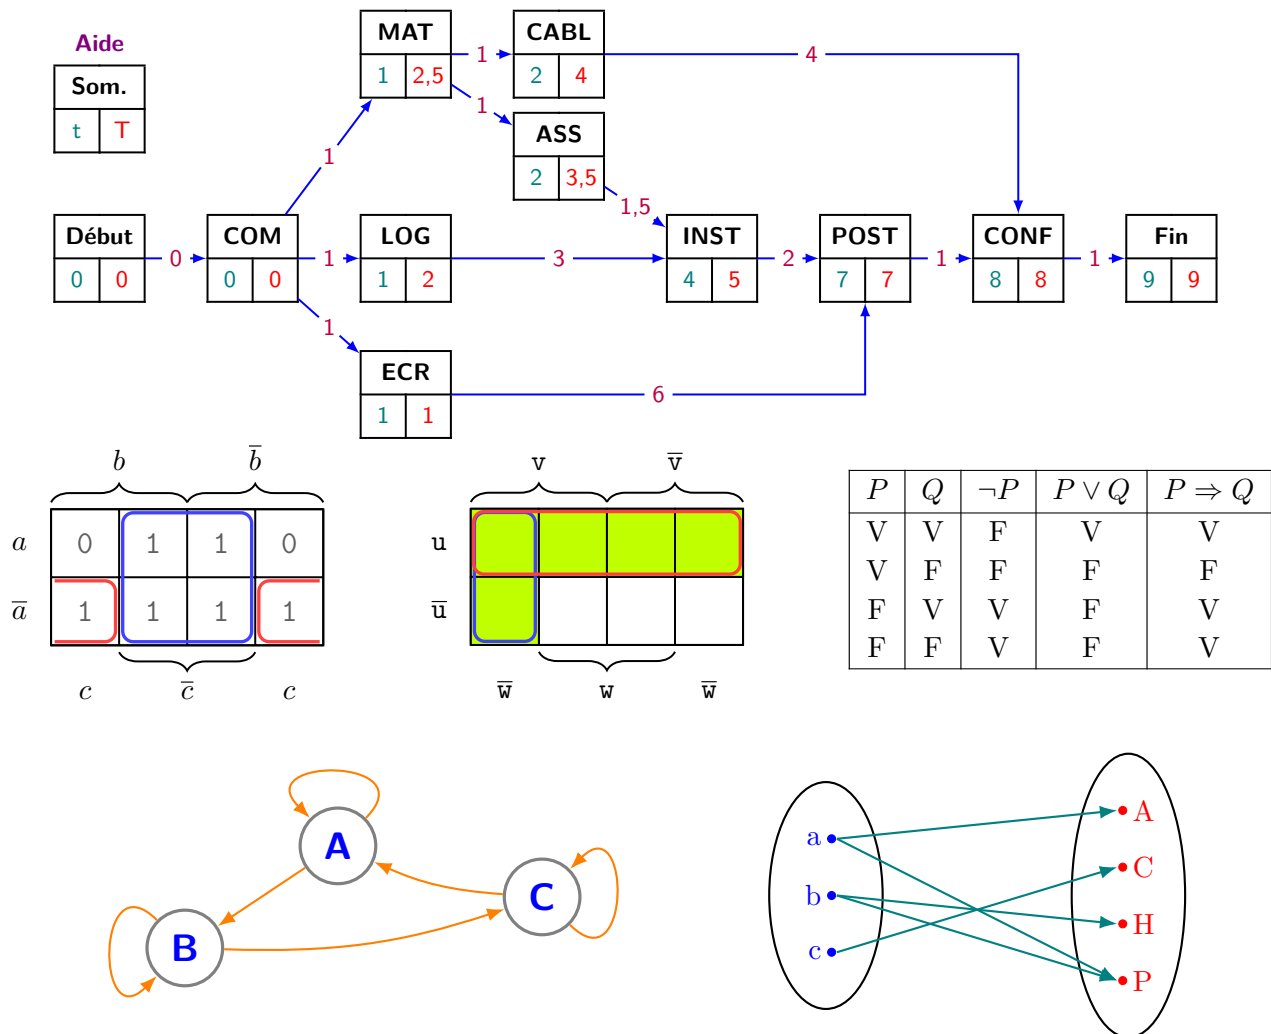 Aide
Som.
t T
MAT
1 2,5
CABL
2 4
1
4
1
ASS
2 3,5
1
1,5
Début
0 0
0
COM
0 0
1
LOG
1 2
3
INST
4 5
2
POST
7 7
1
CONF
8 8
1
Fin
9 9
1
ECR
1 1
6
b b̅
a 0 1 1 0
a̅ 1 1 1 1
c c̅ c
v v̅
u
u̅
w̅ w w̅
P Q ¬P P ∨ Q P ⇒ Q
V V F V V
V F F F F
F V V F V
F F V F V
A
B
C
a
b
c
A
C
H
P